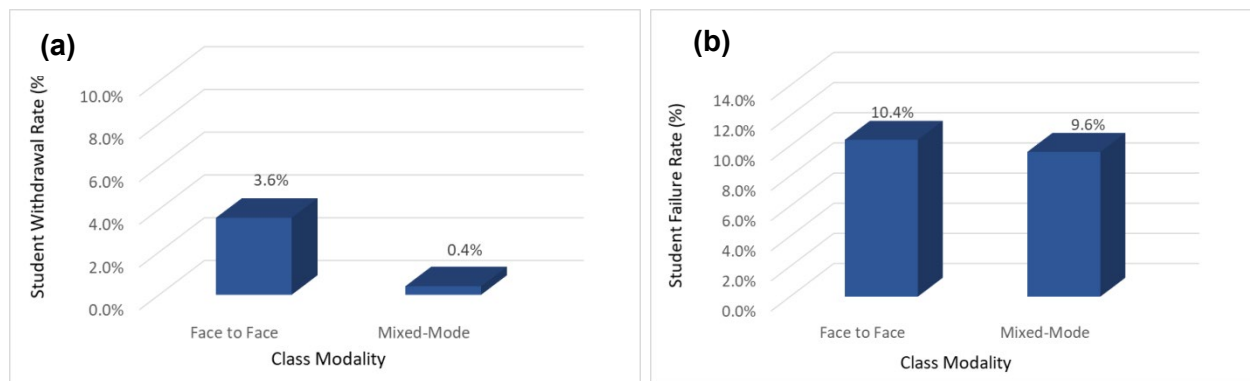 (a)
Student Withdrawal Rate (%
10.0%
8.0%
6.0%
4.0%
2.0%
0.0%
3.6%
0.4%
Face to Face
Mixed-Mode
Class Modality
(b)
Student Failure Rate (%)
14.0%
12.0%
10.0%
8.0%
6.0%
4.0%
2.0%
0.0%
10.4%
9.6%
Face to Face
Mixed-Mode
Class Modality